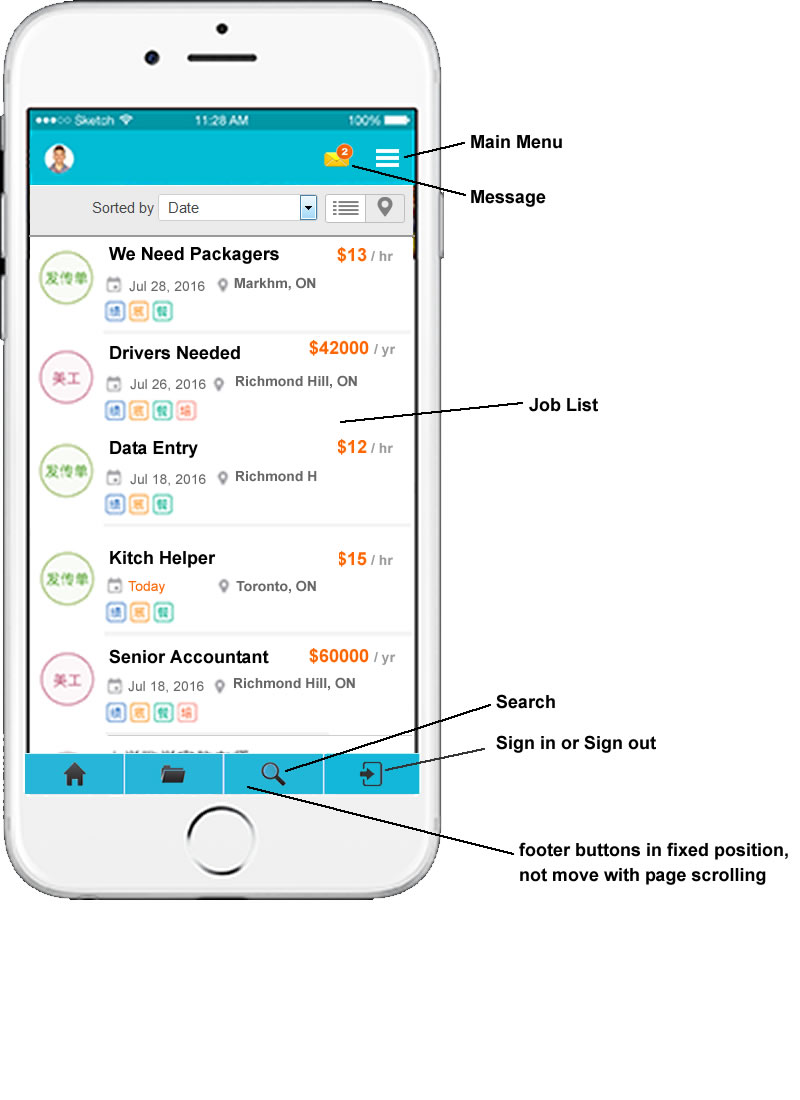 Sketch 11:28 AM 100%
2
Main Menu
Message
Sorted by Date
发传单 We Need Packagers $13 / hr
Jul 28, 2016 Markhm, ON
美工 Drivers Needed $42000 / yr
Jul 26, 2016 Richmond Hill, ON
Job List
发传单 Data Entry $12 / hr
Jul 18, 2016 Richmond H
发传单 Kitch Helper $15 / hr
Today Toronto, ON
美工 Senior Accountant $60000 / yr
Jul 18, 2016 Richmond Hill, ON
Search
Sign in or Sign out
footer buttons in fixed position,
not move with page scrolling